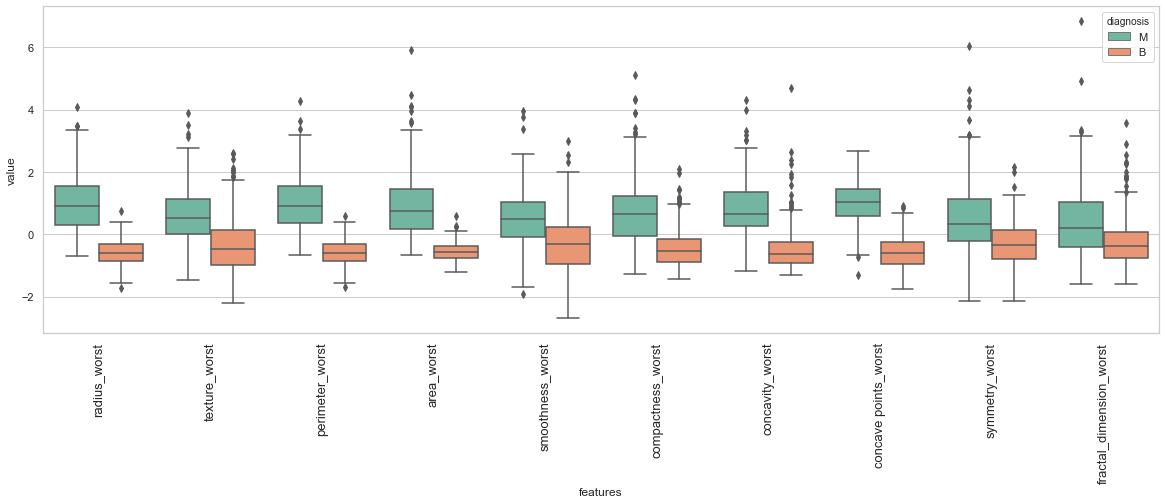 diagnosis
M
B
value
6
4
2
0
−2
radius_worst
texture_worst
perimeter_worst
area_worst
smoothness_worst
compactness_worst
concavity_worst
concave points_worst
symmetry_worst
fractal_dimension_worst
features